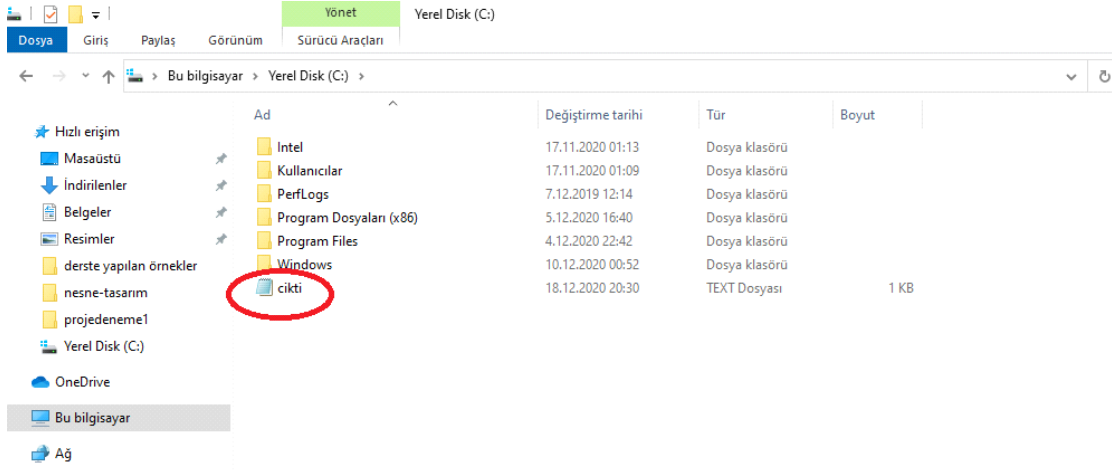 Yönet Yerel Disk (C:)
Dosya Giriş Paylaş Görünüm Sürücü Araçları
Bu bilgisayar Yerel Disk (C:)
Ad Değiştirme tarihi Tür Boyut
Hızlı erişim
Masaüstü
İndirilenler
Belgeler
Resimler
derste yapılan örnekler
nesne-tasarım
projedeneme1
Yerel Disk (C:)
OneDrive
Bu bilgisayar
Ağ
Intel 17.11.2020 01:13 Dosya klasörü
Kullanıcılar 17.11.2020 01:09 Dosya klasörü
PerfLogs 7.12.2019 12:14 Dosya klasörü
Program Dosyaları (x86) 5.12.2020 16:40 Dosya klasörü
Program Files 4.12.2020 22:42 Dosya klasörü
Windows 10.12.2020 00:52 Dosya klasörü
cikti 18.12.2020 20:30 TEXT Dosyası 1 KB